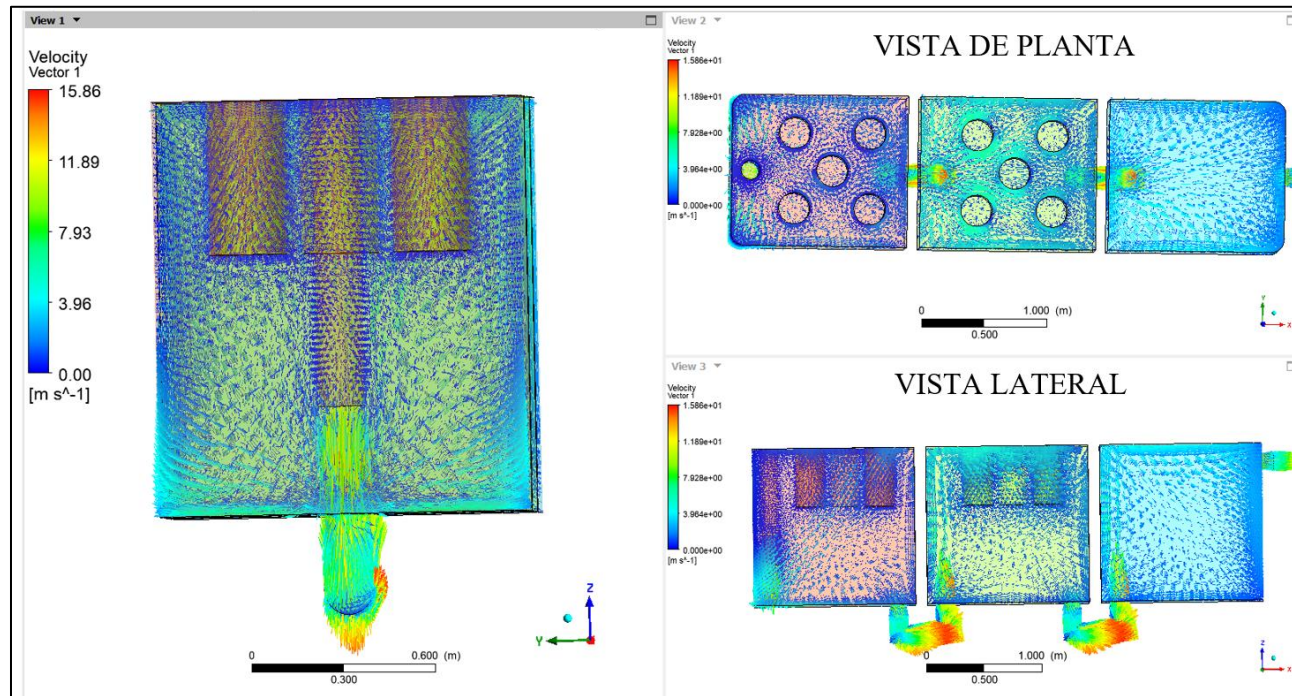 View 1
Velocity
Vector 1
15.86
11.89
7.93
3.96
0.00
[m s^-1]
Z
Y
0 0.600 (m)
0.300
View 2
VISTA DE PLANTA
Velocity
Vector 1
1.586e+01
1.189e+01
7.928e+00
3.964e+00
0.000e+00
[m s^-1]
Y
X
0 1.000 (m)
0.500
View 3
VISTA LATERAL
Velocity
Vector 1
1.586e+01
1.189e+01
7.928e+00
3.964e+00
0.000e+00
[m s^-1]
Z
X
0 1.000 (m)
0.500